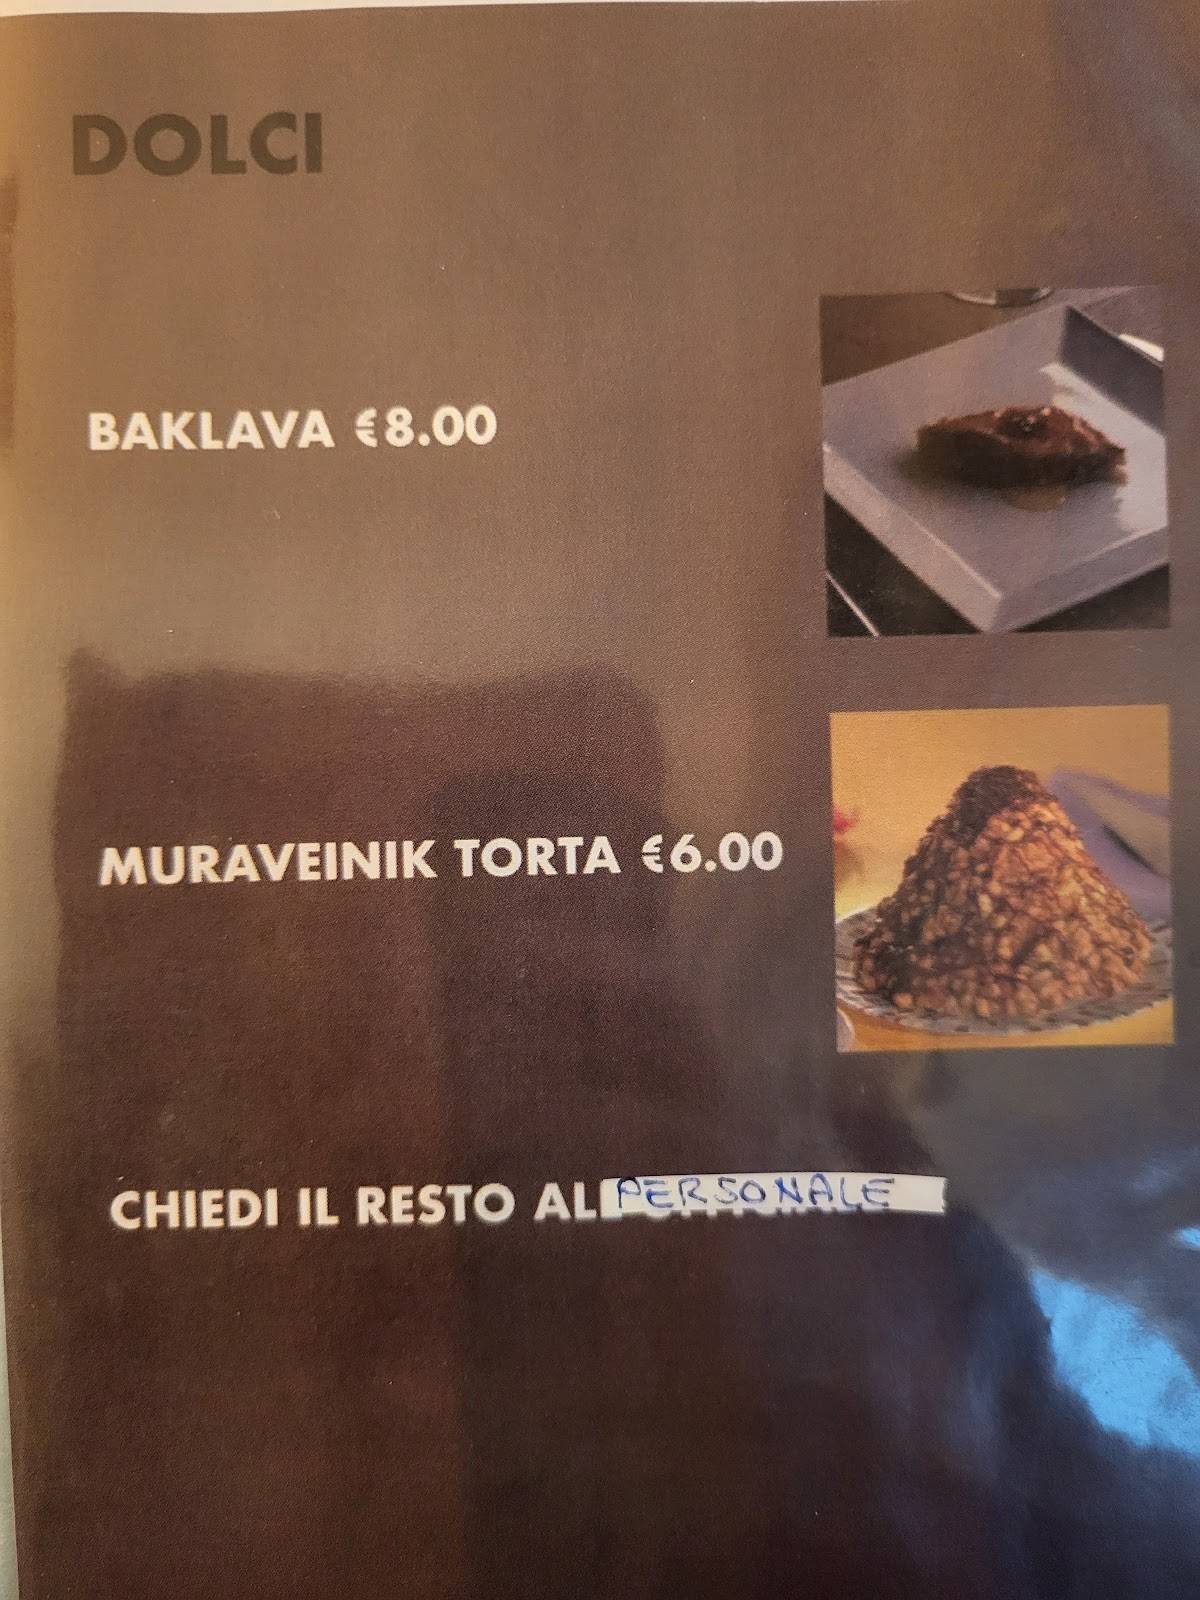 DOLCI
BAKLAVA €8.00
MURAVEINIK TORTA €6.00
CHIEDI IL RESTO AL PERSONALE